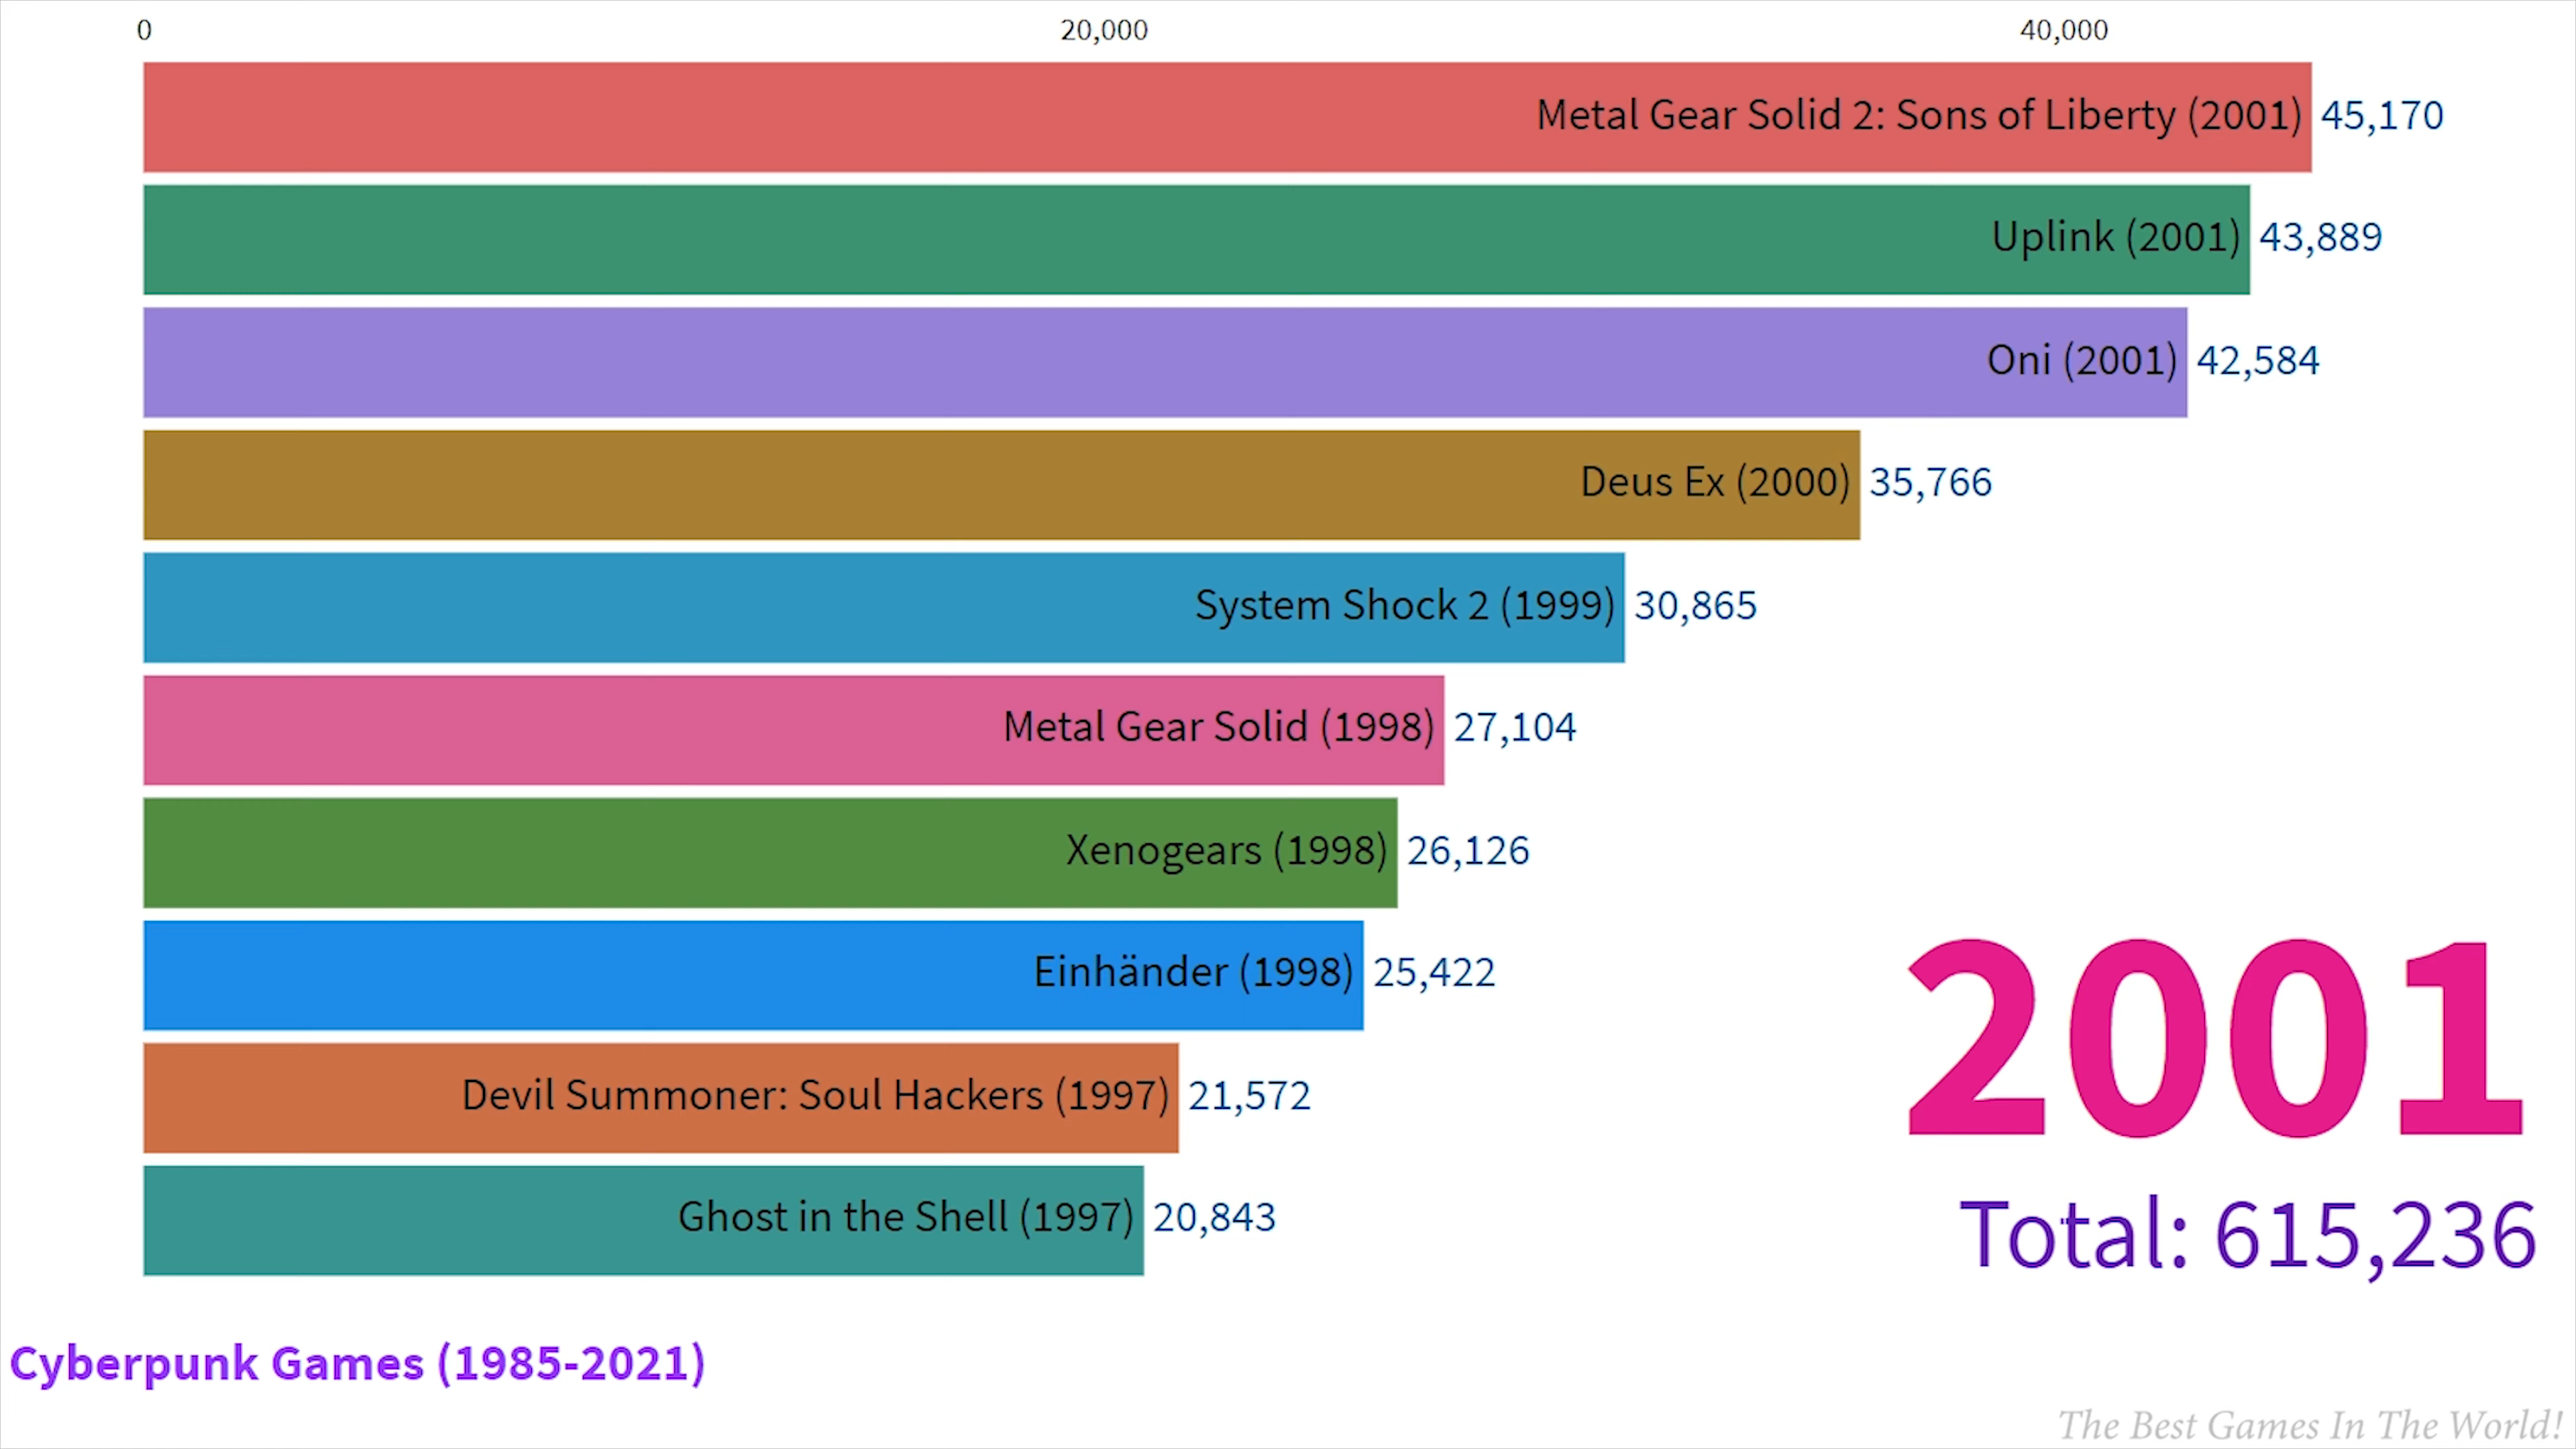 0 20,000 40,000
Metal Gear Solid 2: Sons of Liberty (2001) 45,170
Uplink (2001) 43,889
Oni (2001) 42,584
Deus Ex (2000) 35,766
System Shock 2 (1999) 30,865
Metal Gear Solid (1998) 27,104
Xenogears (1998) 26,126
Einhänder (1998) 25,422
Devil Summoner: Soul Hackers (1997) 21,572
Ghost in the Shell (1997) 20,843
2001
Total: 615,236
Cyberpunk Games (1985-2021)
The Best Games In The World!